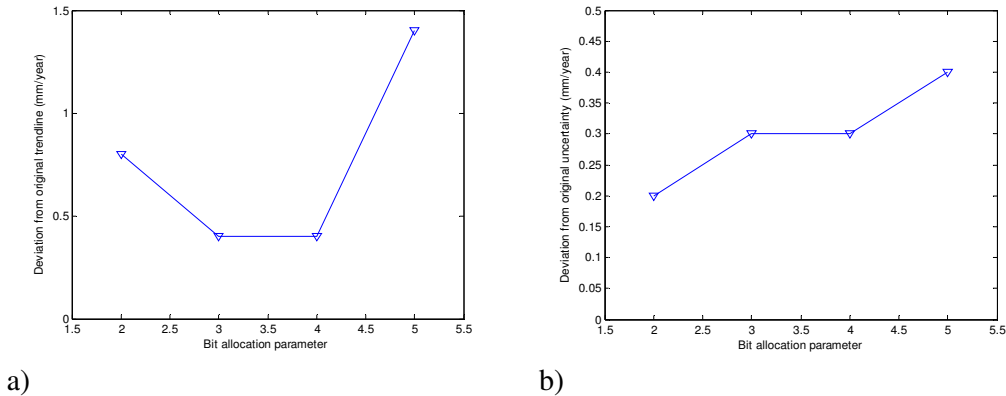 1.5
1
0.5
0
Deviation from original trendline (mm/year)
1.5 2 2.5 3 3.5 4 4.5 5 5.5
Bit allocation parameter
a)
0.5
0.45
0.4
0.35
0.3
0.25
0.2
0.15
0.1
0.05
0
Deviation from original uncertainty (mm/year)
1.5 2 2.5 3 3.5 4 4.5 5 5.5
Bit allocation parameter
b)